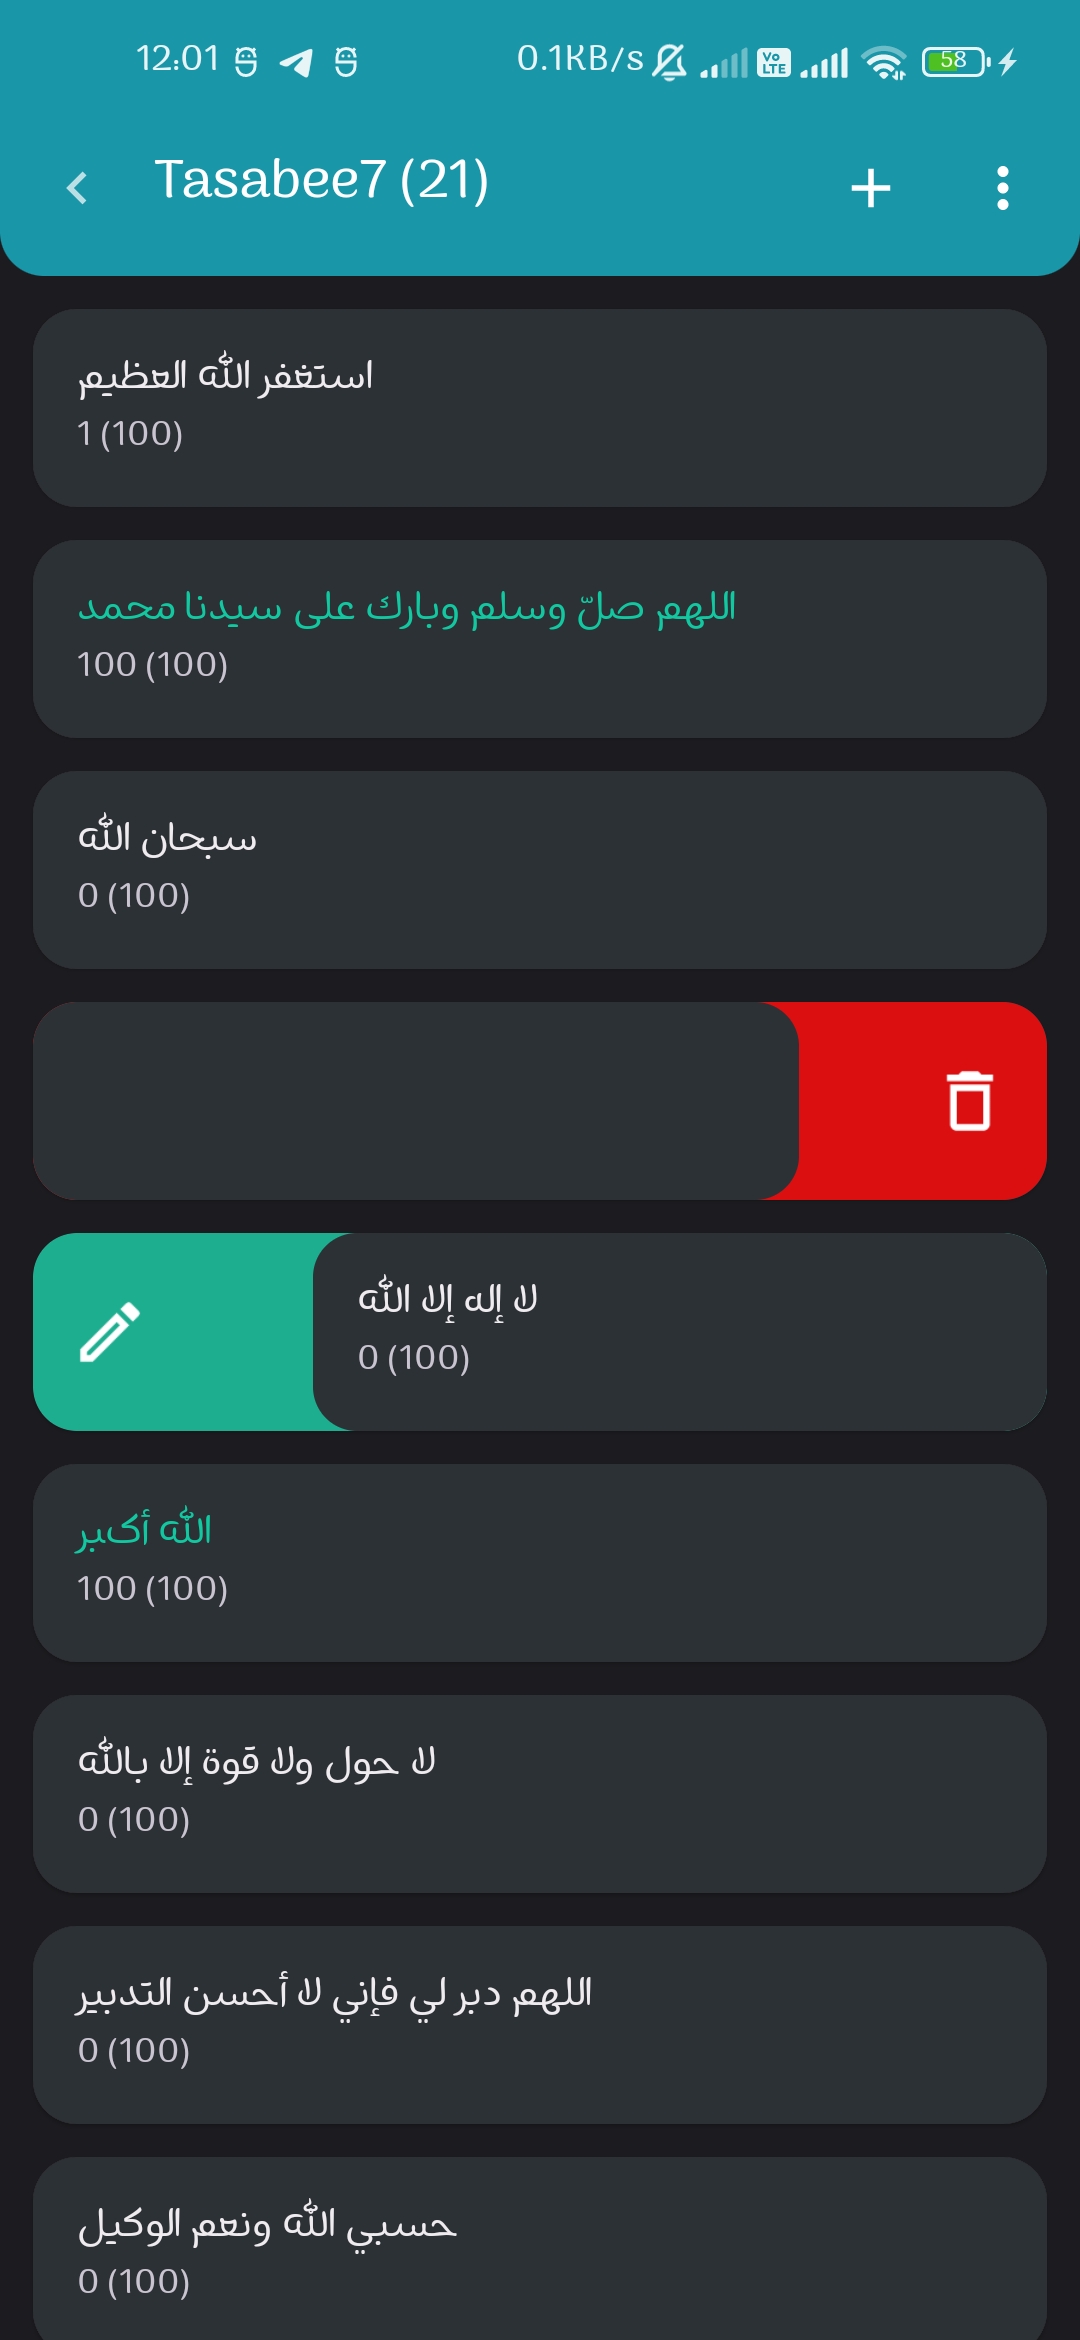 12:01 0.1KB/s Vo LTE 58
Tasabee7 (21)
استغفر الله العظيم
1 (100)
اللهم صلّ وسلم وبارك على سيدنا محمد
100 (100)
سبحان الله
0 (100)
لا إله إلا الله
0 (100)
الله أكبر
100 (100)
لا حول ولا قوة إلا بالله
0 (100)
اللهم دبر لي فإني لا أحسن التدبير
0 (100)
حسبي الله ونعم الوكيل
0 (100)